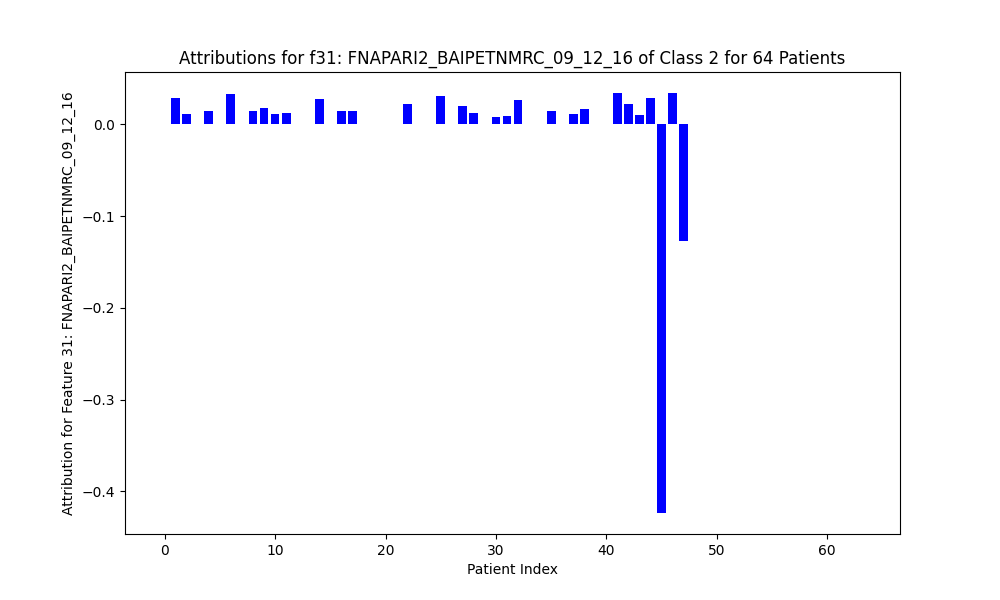 Attributions for f31: FNAPARI2_BAIPETNMRC_09_12_16 of Class 2 for 64 Patients
Attribution for Feature 31: FNAPARI2_BAIPETNMRC_09_12_16
0.0
−0.1
−0.2
−0.3
−0.4
0 10 20 30 40 50 60
Patient Index